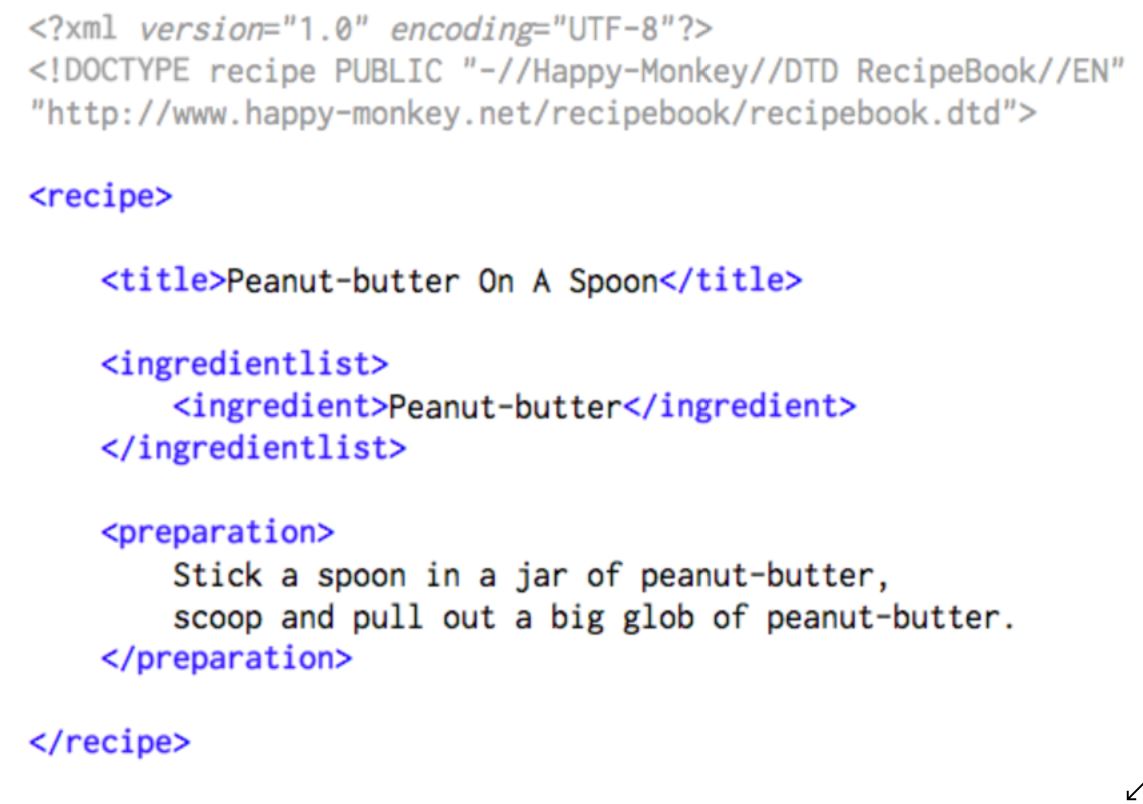 <?xml version="1.0" encoding="UTF-8"?>
<!DOCTYPE recipe PUBLIC "-//Happy-Monkey//DTD RecipeBook//EN"
"http://www.happy-monkey.net/recipebook/recipebook.dtd">
<recipe>
<title>Peanut-butter On A Spoon</title>
<ingredientlist>
<ingredient>Peanut-butter</ingredient>
</ingredientlist>
<preparation>
Stick a spoon in a jar of peanut-butter,
scoop and pull out a big glob of peanut-butter.
</preparation>
</recipe>